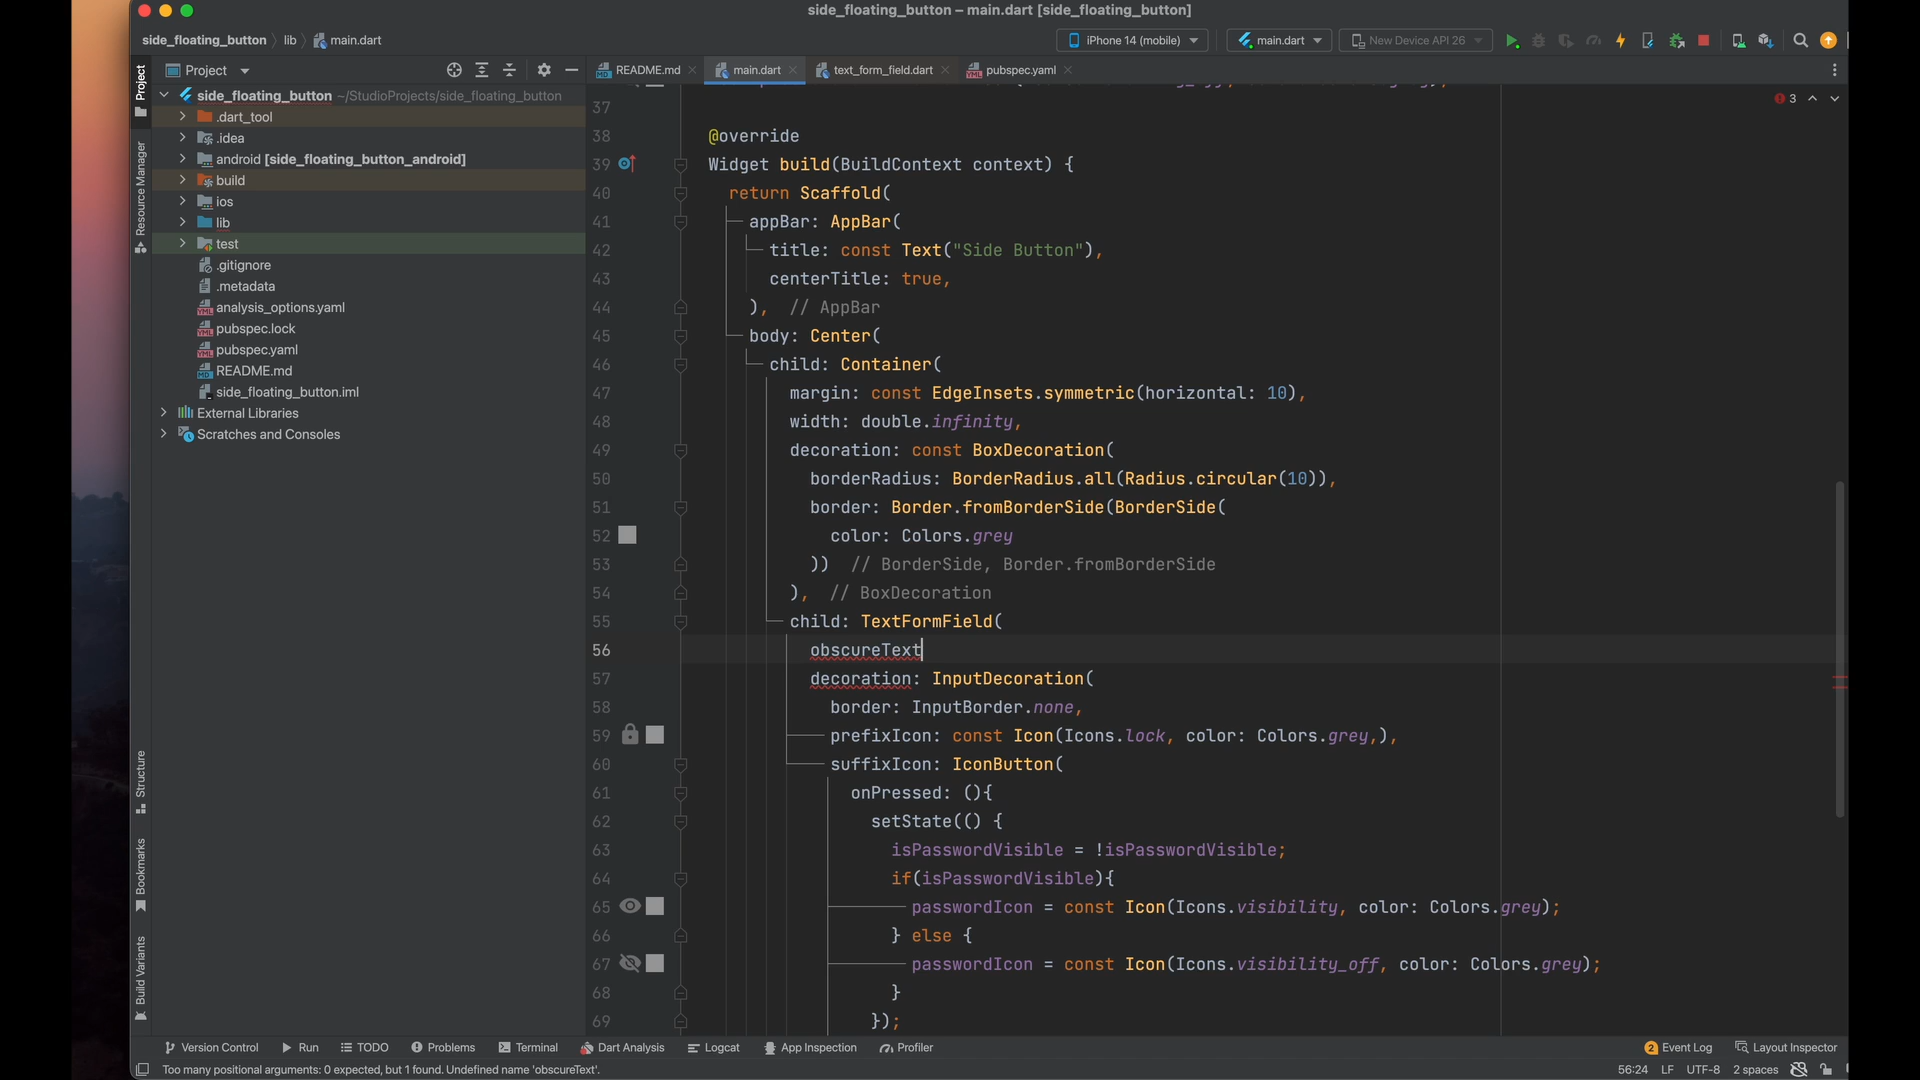 side_floating_button – main.dart [side_floating_button]
side_floating_button lib main.dart
iPhone 14 (mobile) main.dart New Device API 26
Project
README.md main.dart text_form_field.dart pubspec.yaml
side_floating_button ~/StudioProjects/side_floating_button
.dart_tool
.idea
android [side_floating_button_android]
build
ios
lib
test
.gitignore
.metadata
analysis_options.yaml
pubspec.lock
pubspec.yaml
README.md
side_floating_button.iml
External Libraries
Scratches and Consoles
Project
Resource Manager
Structure
Bookmarks
Build Variants
3
37
38 @override
39 Widget build(BuildContext context) {
40 return Scaffold(
41 appBar: AppBar(
42 title: const Text("Side Button"),
43 centerTitle: true,
44 ), // AppBar
45 body: Center(
46 child: Container(
47 margin: const EdgeInsets.symmetric(horizontal: 10),
48 width: double.infinity,
49 decoration: const BoxDecoration(
50 borderRadius: BorderRadius.all(Radius.circular(10)),
51 border: Border.fromBorderSide(BorderSide(
52 color: Colors.grey
53 )) // BorderSide, Border.fromBorderSide
54 ), // BoxDecoration
55 child: TextFormField(
56 obscureText
57 decoration: InputDecoration(
58 border: InputBorder.none,
59 prefixIcon: const Icon(Icons.lock, color: Colors.grey,),
60 suffixIcon: IconButton(
61 onPressed: (){
62 setState(() {
63 isPasswordVisible = !isPasswordVisible;
64 if(isPasswordVisible){
65 passwordIcon = const Icon(Icons.visibility, color: Colors.grey);
66 } else {
67 passwordIcon = const Icon(Icons.visibility_off, color: Colors.grey);
68 }
69 });
Version Control Run TODO Problems Terminal Dart Analysis Logcat App Inspection Profiler 2 Event Log Layout Inspector
Too many positional arguments: 0 expected, but 1 found. Undefined name 'obscureText'. 56:24 LF UTF-8 2 spaces